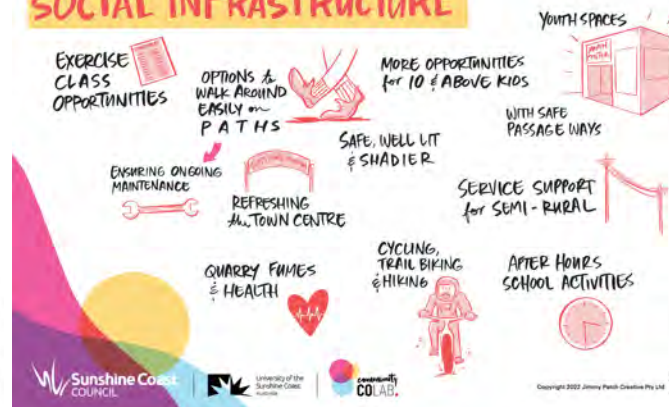 SOCIAL INFRASTRUCTURE
EXERCISE
CLASS
OPPORTUNITIES
OPTIONS to
WALK AROUND
EASILY on
PATHS
MORE OPPORTUNITIES
for 10 & ABOVE KIDS
YOUTH SPACES
WITH SAFE
PASSAGE WAYS
SAFE, WELL LIT
& SHADIER
ENSURING ONGOING
MAINTENANCE
REFRESHING
the TOWN CENTRE
SERVICE SUPPORT
for SEMI-RURAL
QUARRY FUMES
& HEALTH
CYCLING,
TRAIL BIKING
& HIKING
AFTER HOURS
SCHOOL ACTIVITIES
Sunshine Coast
COUNCIL
University of the
Sunshine Coast
Australia
community
COLAB.
Copyright 2022 Jimmy Patch Creative Pty Ltd